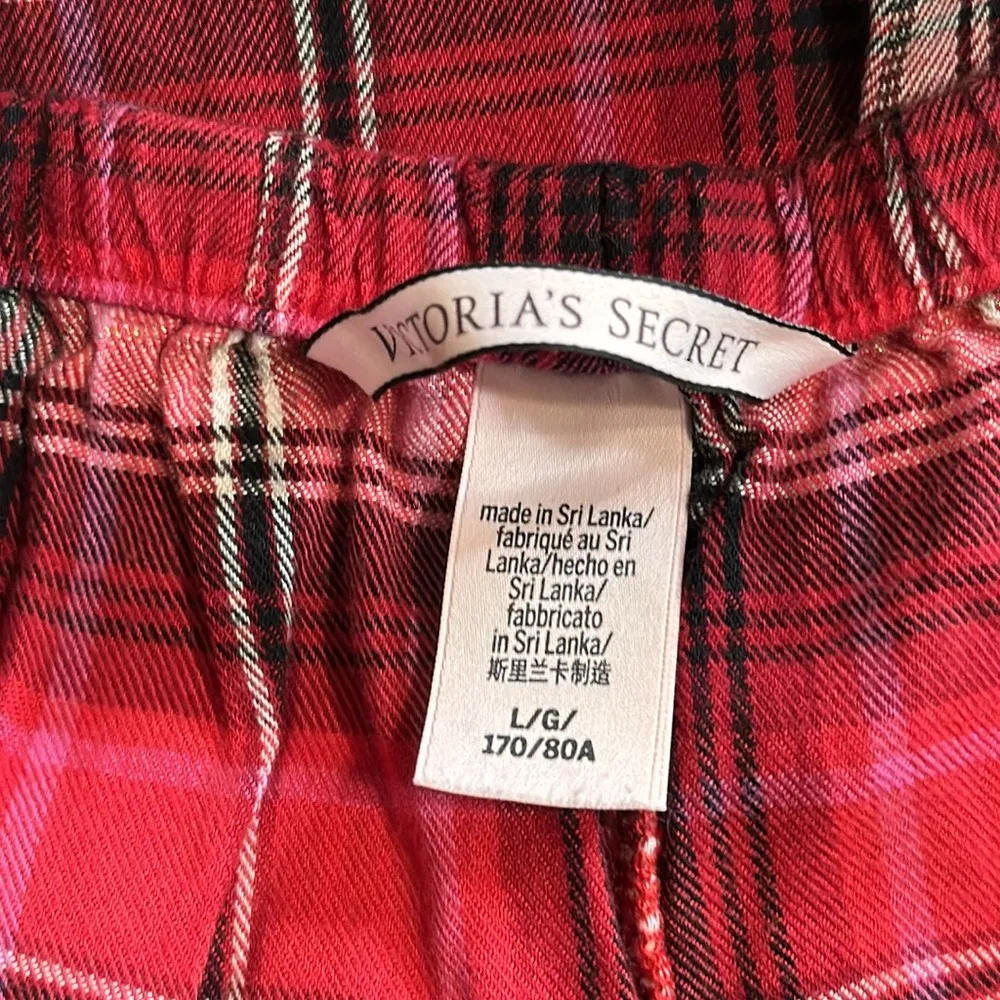 VICTORIA'S SECRET
made in Sri Lanka/
fabriqué au Sri
Lanka/hecho en
Sri Lanka/
fabbricato
in Sri Lanka/
斯里兰卡制造
L/G/
170/80A